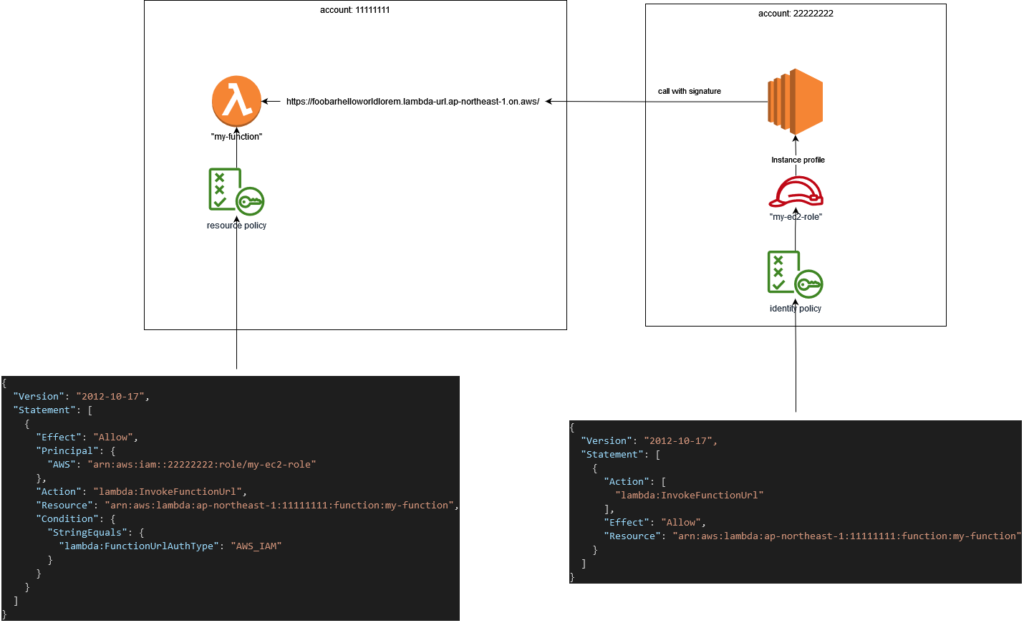 account: 11111111
"my-function"
https://foobarhelloworldlorem.lambda-url.ap-northeast-1.on.aws/
resource policy
account: 22222222
call with signature
Instance profile
"my-ec2-role"
identity policy
{
  "Version": "2012-10-17",
  "Statement": [
    {
      "Effect": "Allow",
      "Principal": {
        "AWS": "arn:aws:iam::22222222:role/my-ec2-role"
      },
      "Action": "lambda:InvokeFunctionUrl",
      "Resource": "arn:aws:lambda:ap-northeast-1:11111111:function:my-function",
      "Condition": {
        "StringEquals": {
          "lambda:FunctionUrlAuthType": "AWS_IAM"
        }
      }
    }
  ]
}
{
  "Version": "2012-10-17",
  "Statement": [
    {
      "Action": [
        "lambda:InvokeFunctionUrl"
      ],
      "Effect": "Allow",
      "Resource": "arn:aws:lambda:ap-northeast-1:11111111:function:my-function"
    }
  ]
}